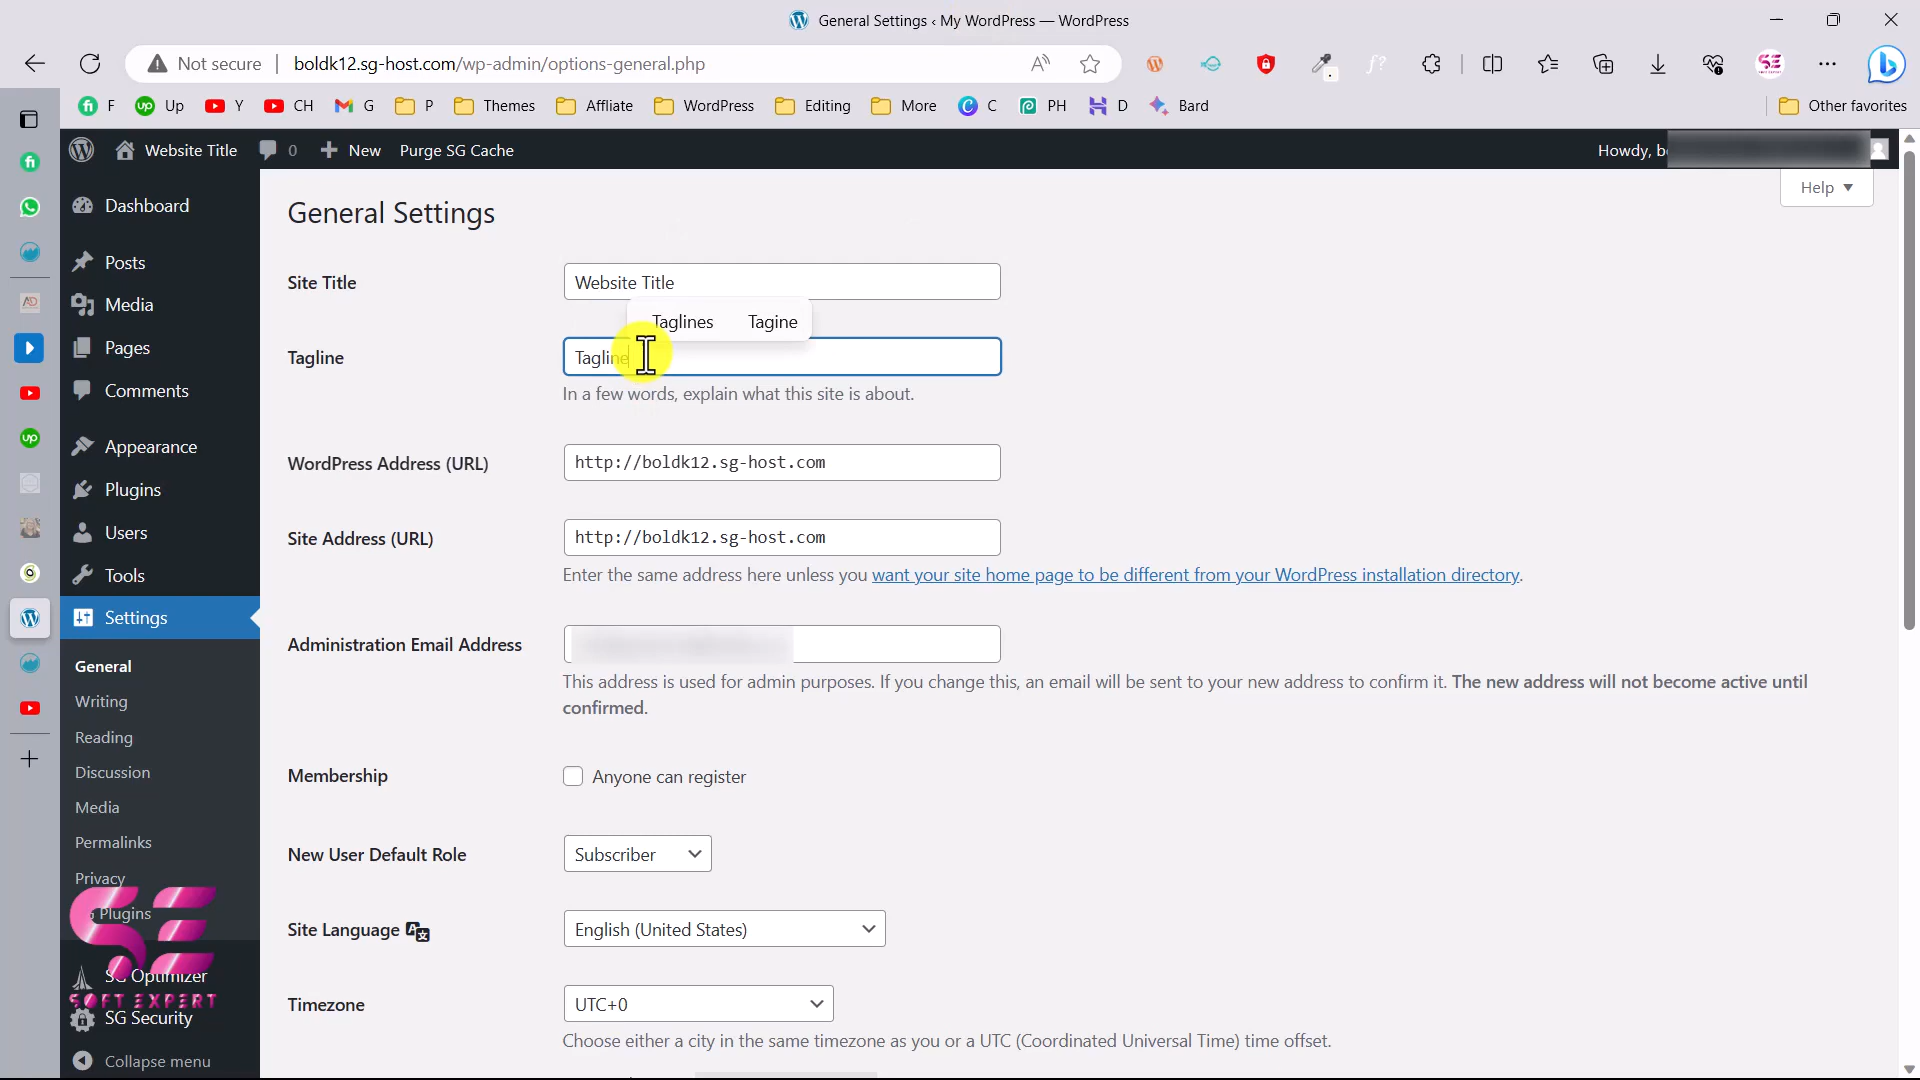 General Settings ‹ My WordPress — WordPress
Not secure | boldk12.sg-host.com/wp-admin/options-general.php
F Up Y CH G P Themes Affliate WordPress Editing More C PH D Bard Other favorites
Website Title 0 New Purge SG Cache Howdy,
Help
Dashboard
Posts
Media
Pages
Comments
Appearance
Plugins
Users
Tools
Settings
General
Writing
Reading
Discussion
Media
Permalinks
Privacy
Plugins
SG Optimizer
SE
SOFT EXPERT
SG Security
Collapse menu
General Settings
Site Title Website Title
Taglines Tagine
Tagline Tagline
In a few words, explain what this site is about.
WordPress Address (URL) http://boldk12.sg-host.com
Site Address (URL) http://boldk12.sg-host.com
Enter the same address here unless you want your site home page to be different from your WordPress installation directory.
Administration Email Address
This address is used for admin purposes. If you change this, an email will be sent to your new address to confirm it. The new address will not become active until
confirmed.
Membership Anyone can register
New User Default Role Subscriber
Site Language English (United States)
Timezone UTC+0
Choose either a city in the same timezone as you or a UTC (Coordinated Universal Time) time offset.